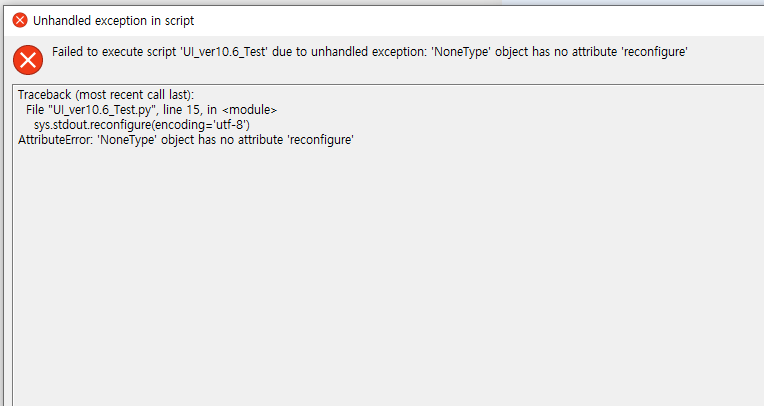 Unhandled exception in script
Failed to execute script 'UI_ver10.6_Test' due to unhandled exception: 'NoneType' object has no attribute 'reconfigure'
Traceback (most recent call last):
File "UI_ver10.6_Test.py", line 15, in <module>
sys.stdout.reconfigure(encoding='utf-8')
AttributeError: 'NoneType' object has no attribute 'reconfigure'